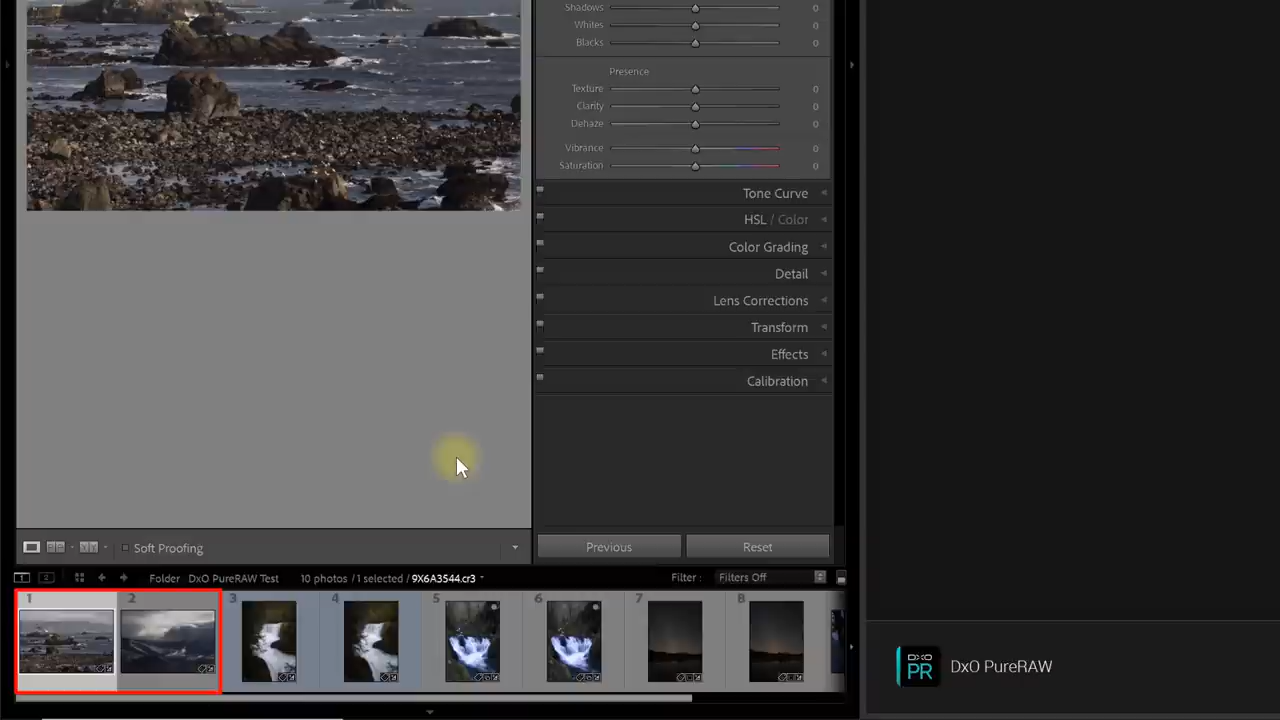 Shadows 0
Whites 0
Blacks 0
Presence
Texture 0
Clarity 0
Dehaze 0
Vibrance 0
Saturation 0
Tone Curve
HSL / Color
Color Grading
Detail
Lens Corrections
Transform
Effects
Calibration
Soft Proofing
Previous Reset
1 2 Folder DxO PureRAW Test 10 photos / 1 selected / 9X6A3544.cr3 Filter : Filters Off
1 2 3 4 5 6 7 8
DXO
PR
DxO PureRAW